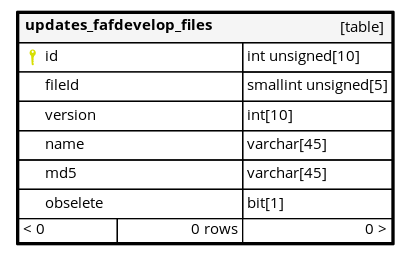 updates_fafdevelop_files [table]
id int unsigned[10]
fileId smallint unsigned[5]
version int[10]
name varchar[45]
md5 varchar[45]
obselete bit[1]
< 0 0 rows 0 >